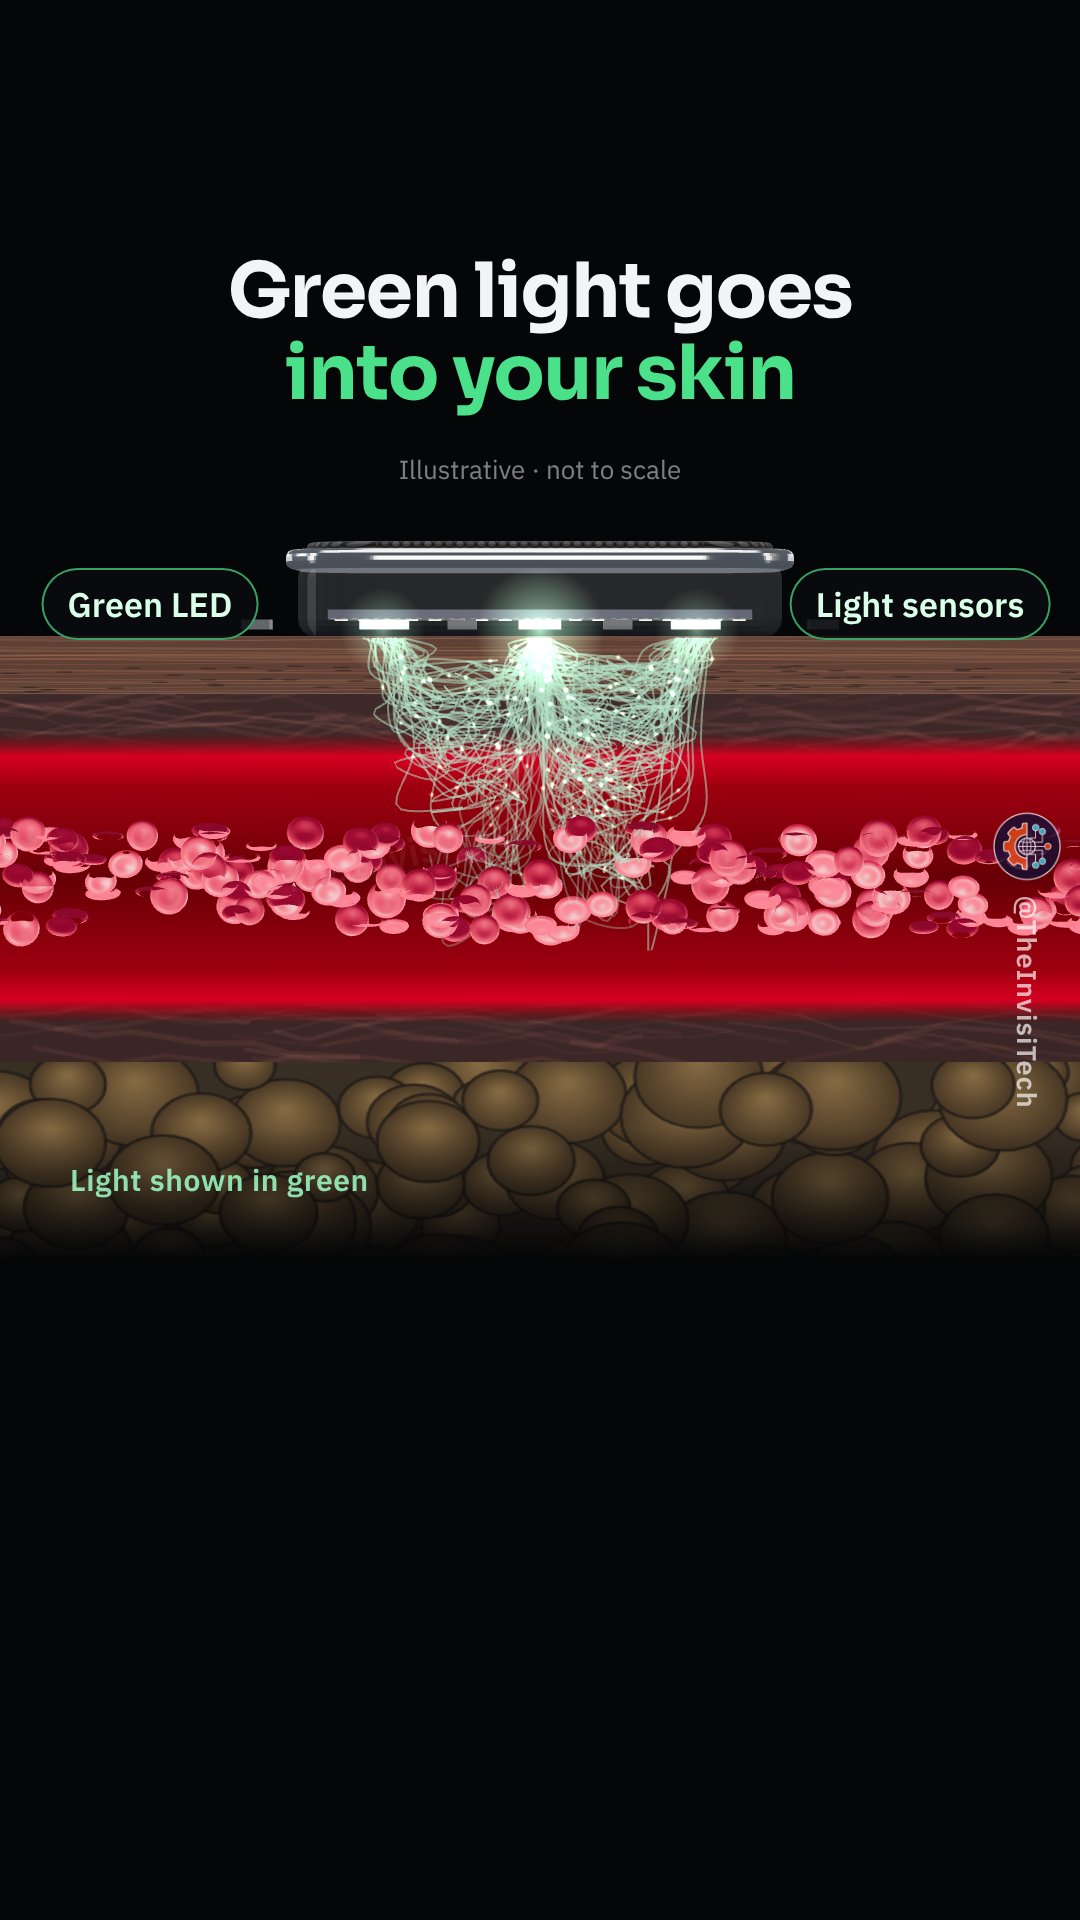 Green light goes
into your skin
Illustrative · not to scale
Green LED
Light sensors
@TheInvisiTech
Light shown in green